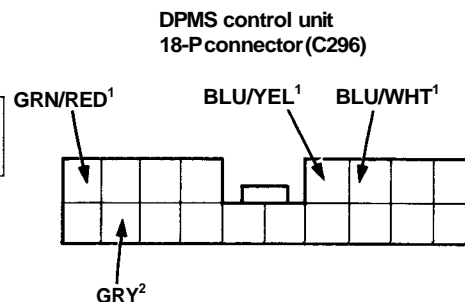 DPMS control unit
18-P connector (C296)
GRN/RED¹ BLU/YEL¹ BLU/WHT¹
GRY²